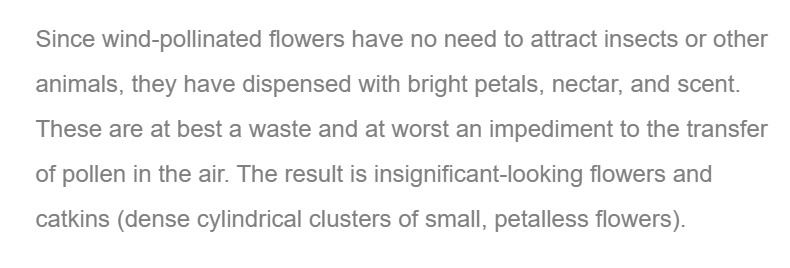 Since wind-pollinated flowers have no need to attract insects or other
animals, they have dispensed with bright petals, nectar, and scent.
These are at best a waste and at worst an impediment to the transfer
of pollen in the air. The result is insignificant-looking flowers and
catkins (dense cylindrical clusters of small, petalless flowers).